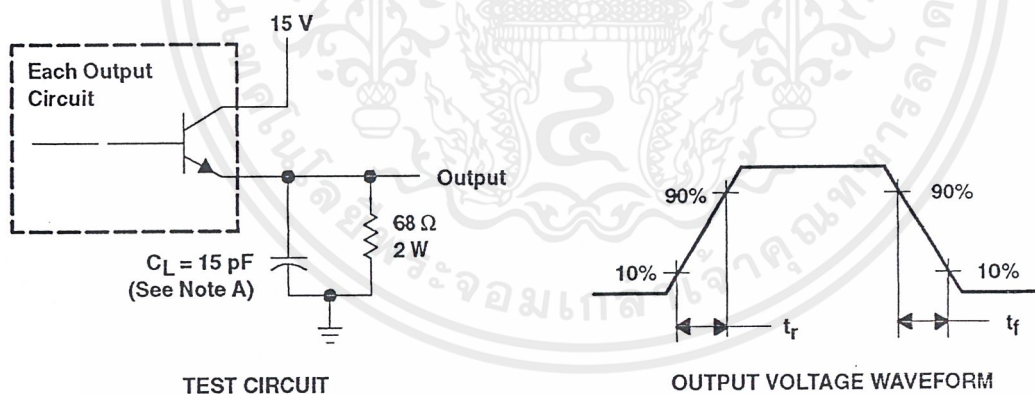 15 V
Each Output
Circuit
Output
68 Ω
2 W
C_L = 15 pF
(See Note A)
TEST CIRCUIT
90%
90%
10%
10%
t_r
t_f
OUTPUT VOLTAGE WAVEFORM